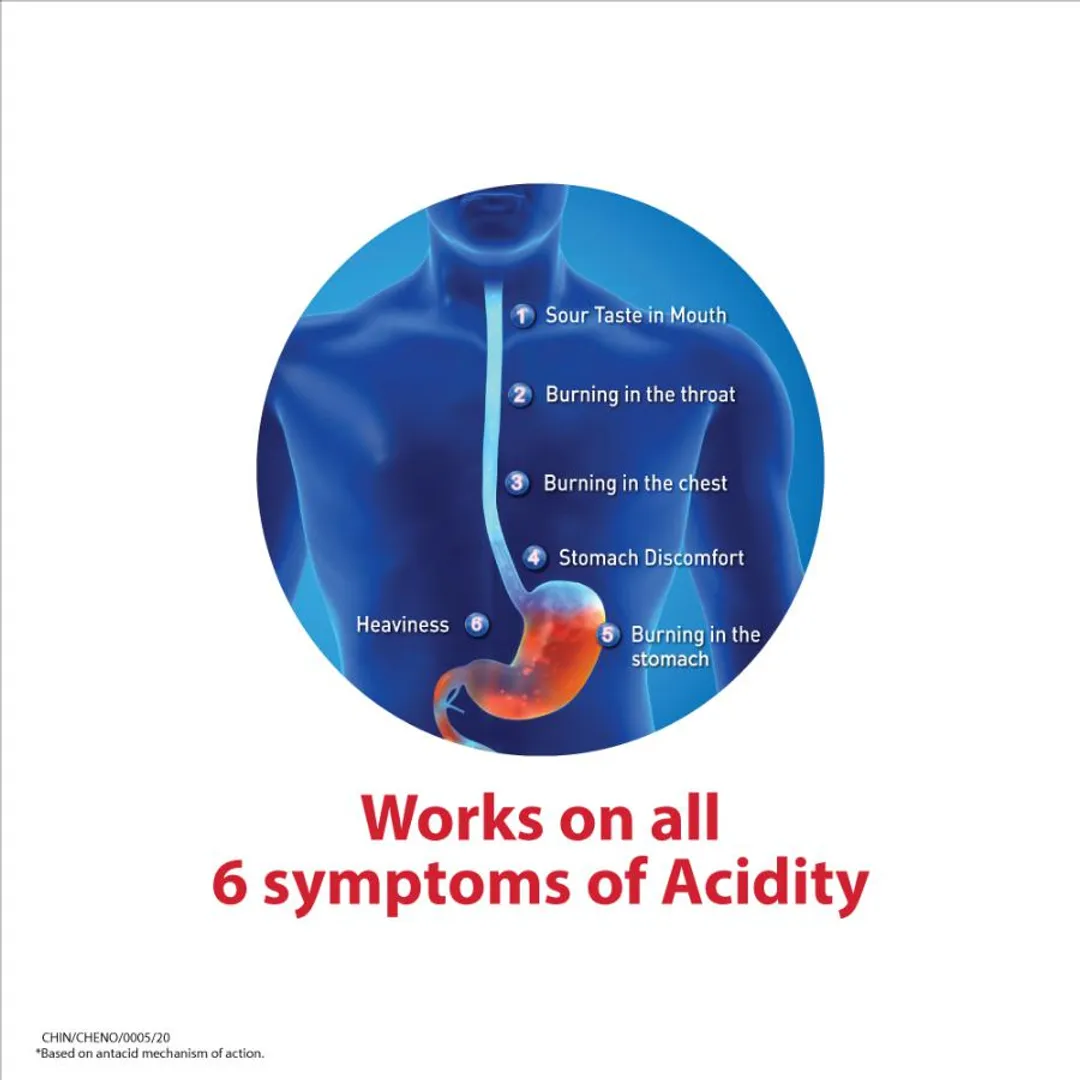 1 Sour Taste in Mouth
2 Burning in the throat
3 Burning in the chest
4 Stomach Discomfort
Heaviness 6
5 Burning in the
stomach
Works on all
6 symptoms of Acidity
CHIN/CHENO/0005/20
*Based on antacid mechanism of action.